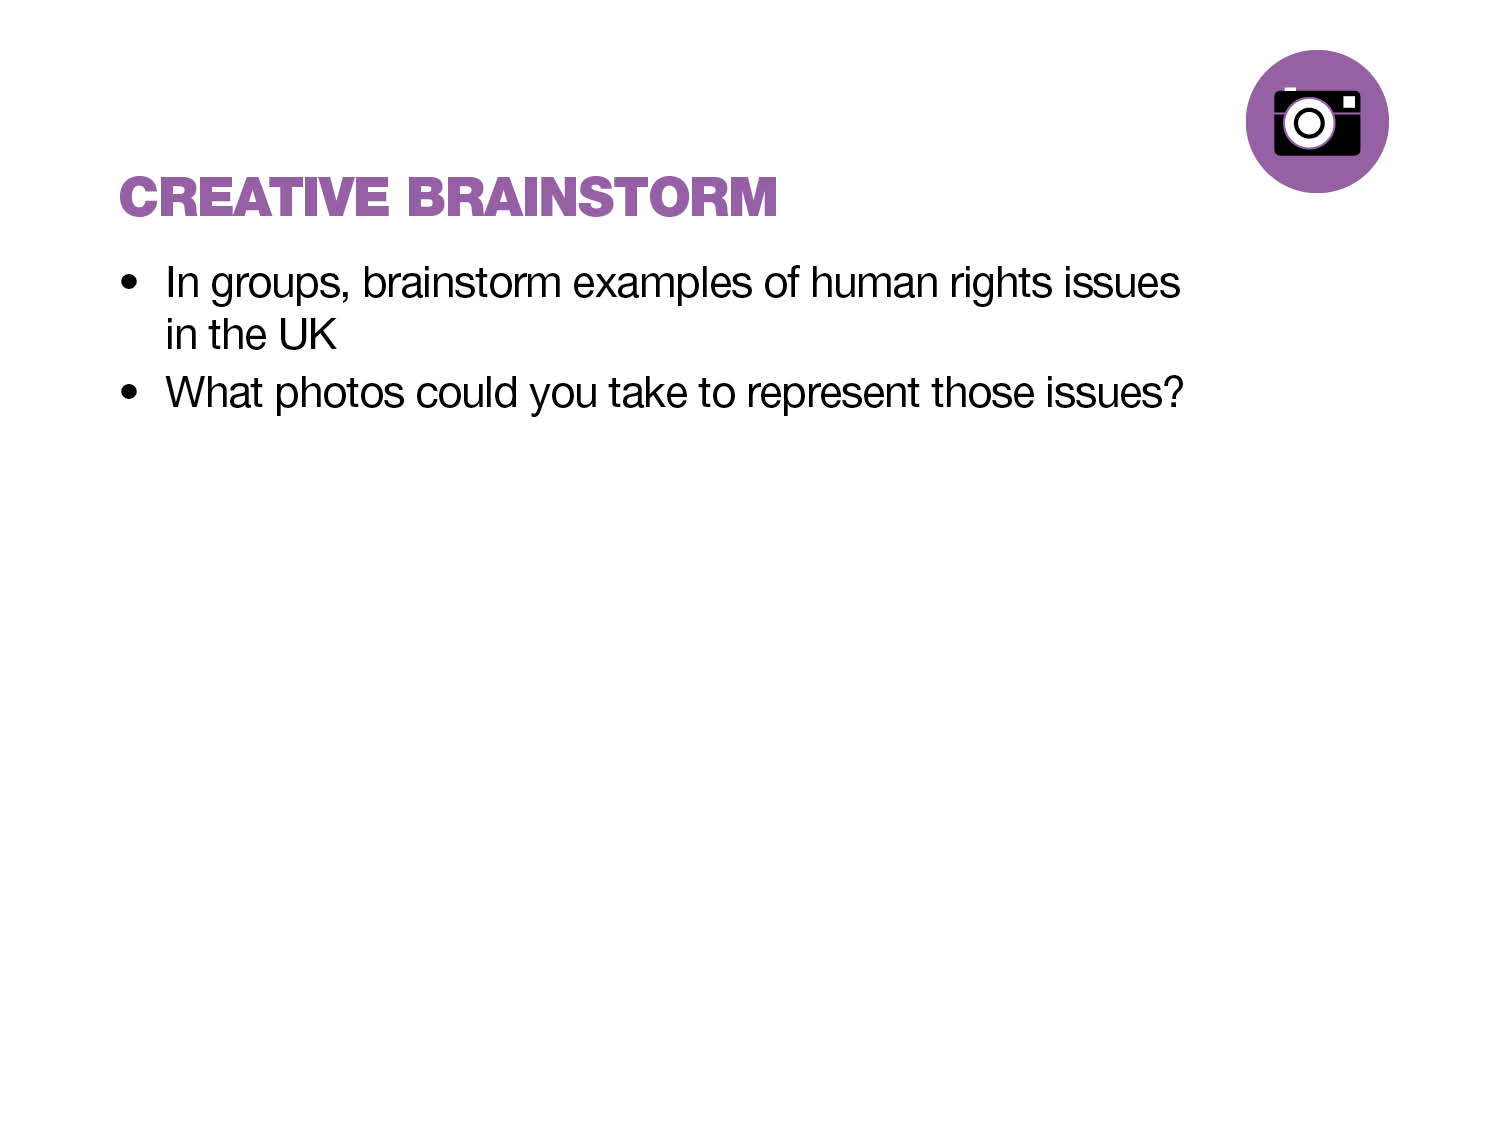 CREATIVE BRAINSTORM
• In groups, brainstorm examples of human rights issues
in the UK
• What photos could you take to represent those issues?